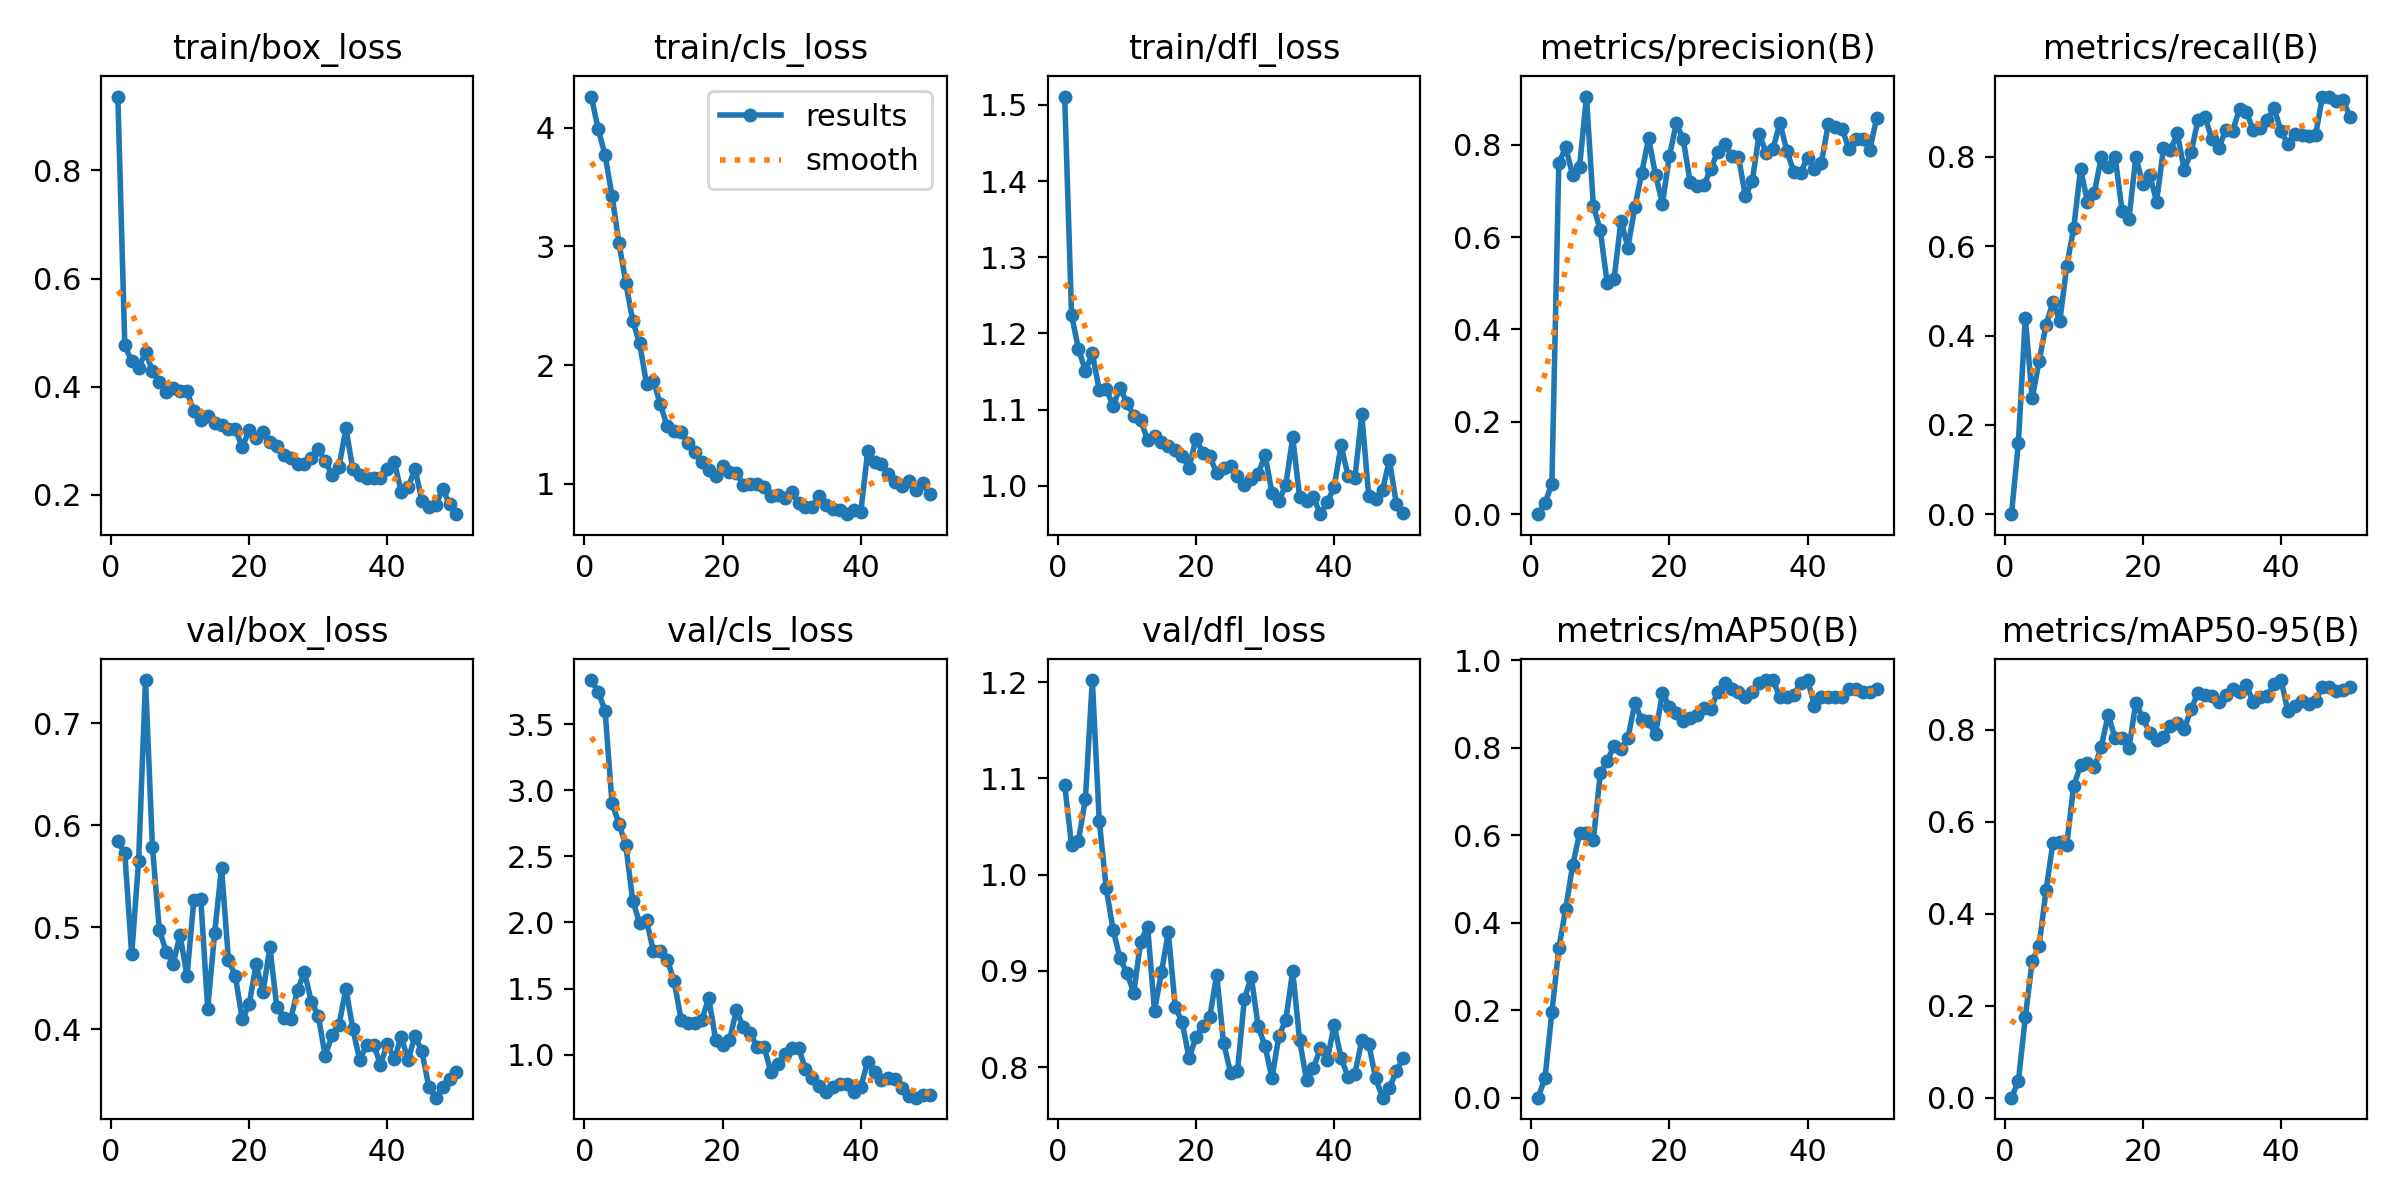 train/box_loss
0.8
0.6
0.4
0.2
0 20 40
train/cls_loss
results
smooth
4
3
2
1
0 20 40
train/dfl_loss
1.5
1.4
1.3
1.2
1.1
1.0
0 20 40
metrics/precision(B)
0.8
0.6
0.4
0.2
0.0
0 20 40
metrics/recall(B)
0.8
0.6
0.4
0.2
0.0
0 20 40
val/box_loss
0.7
0.6
0.5
0.4
0 20 40
val/cls_loss
3.5
3.0
2.5
2.0
1.5
1.0
0 20 40
val/dfl_loss
1.2
1.1
1.0
0.9
0.8
0 20 40
metrics/mAP50(B)
1.0
0.8
0.6
0.4
0.2
0.0
0 20 40
metrics/mAP50-95(B)
0.8
0.6
0.4
0.2
0.0
0 20 40